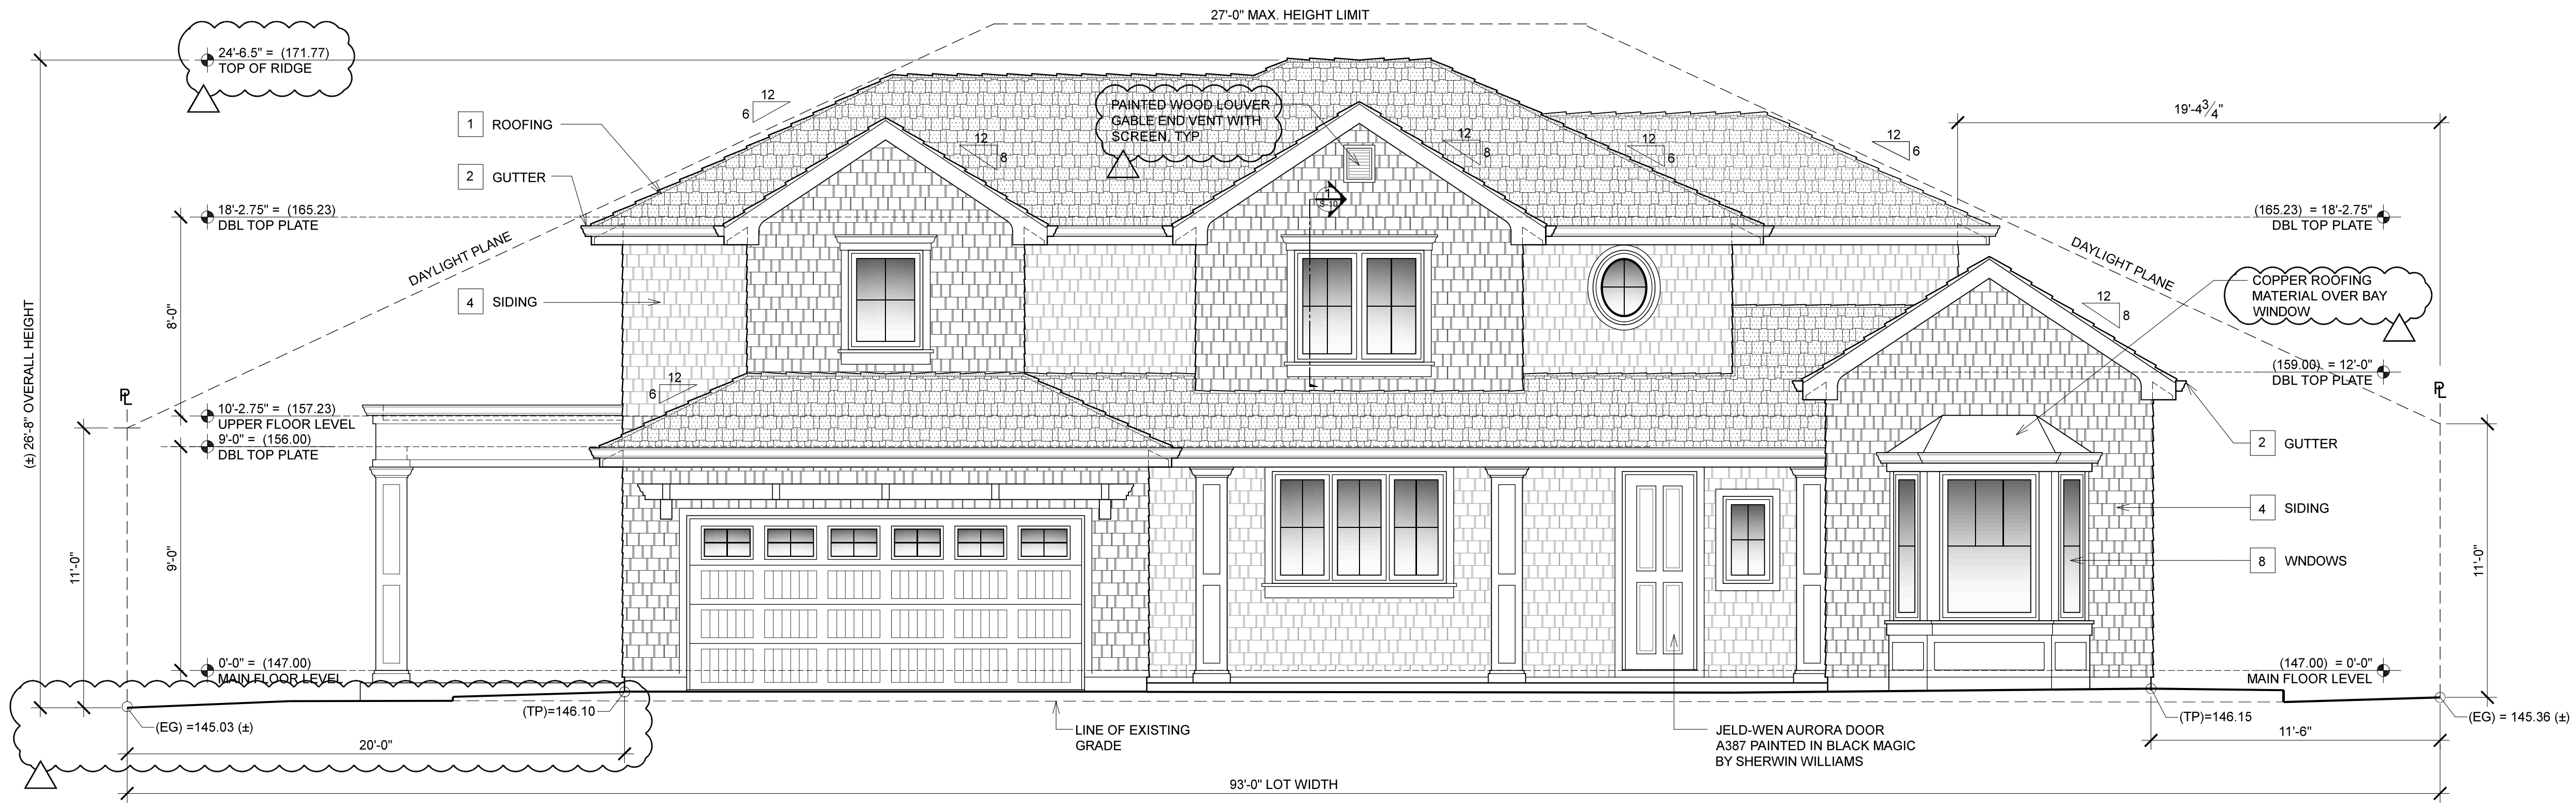 27'-0" MAX. HEIGHT LIMIT
24'-6.5" = (171.77)
TOP OF RIDGE
12
6
1 ROOFING
2 GUTTER
PAINTED WOOD LOUVER
GABLE END VENT WITH
SCREEN, TYP.
12
8
12
8
12
6
12
6
19'-4 3/4"
18'-2.75" = (165.23)
DBL TOP PLATE
(165.23) = 18'-2.75"
DBL TOP PLATE
1
S-10
DAYLIGHT PLANE
DAYLIGHT PLANE
4 SIDING
8'-0"
(±) 26'-8" OVERALL HEIGHT
COPPER ROOFING
MATERIAL OVER BAY
WINDOW
12
8
(159.00) = 12'-0"
DBL TOP PLATE
12
6
PL
PL
10'-2.75" = (157.23)
UPPER FLOOR LEVEL
9'-0" = (156.00)
DBL TOP PLATE
2 GUTTER
4 SIDING
8 WNDOWS
11'-0"
9'-0"
11'-0"
0'-0" = (147.00)
MAIN FLOOR LEVEL
(147.00) = 0'-0"
MAIN FLOOR LEVEL
(EG) =145.03 (±)
(TP)=146.10
LINE OF EXISTING
GRADE
JELD-WEN AURORA DOOR
A387 PAINTED IN BLACK MAGIC
BY SHERWIN WILLIAMS
(TP)=146.15
(EG) = 145.36 (±)
20'-0"
11'-6"
93'-0" LOT WIDTH